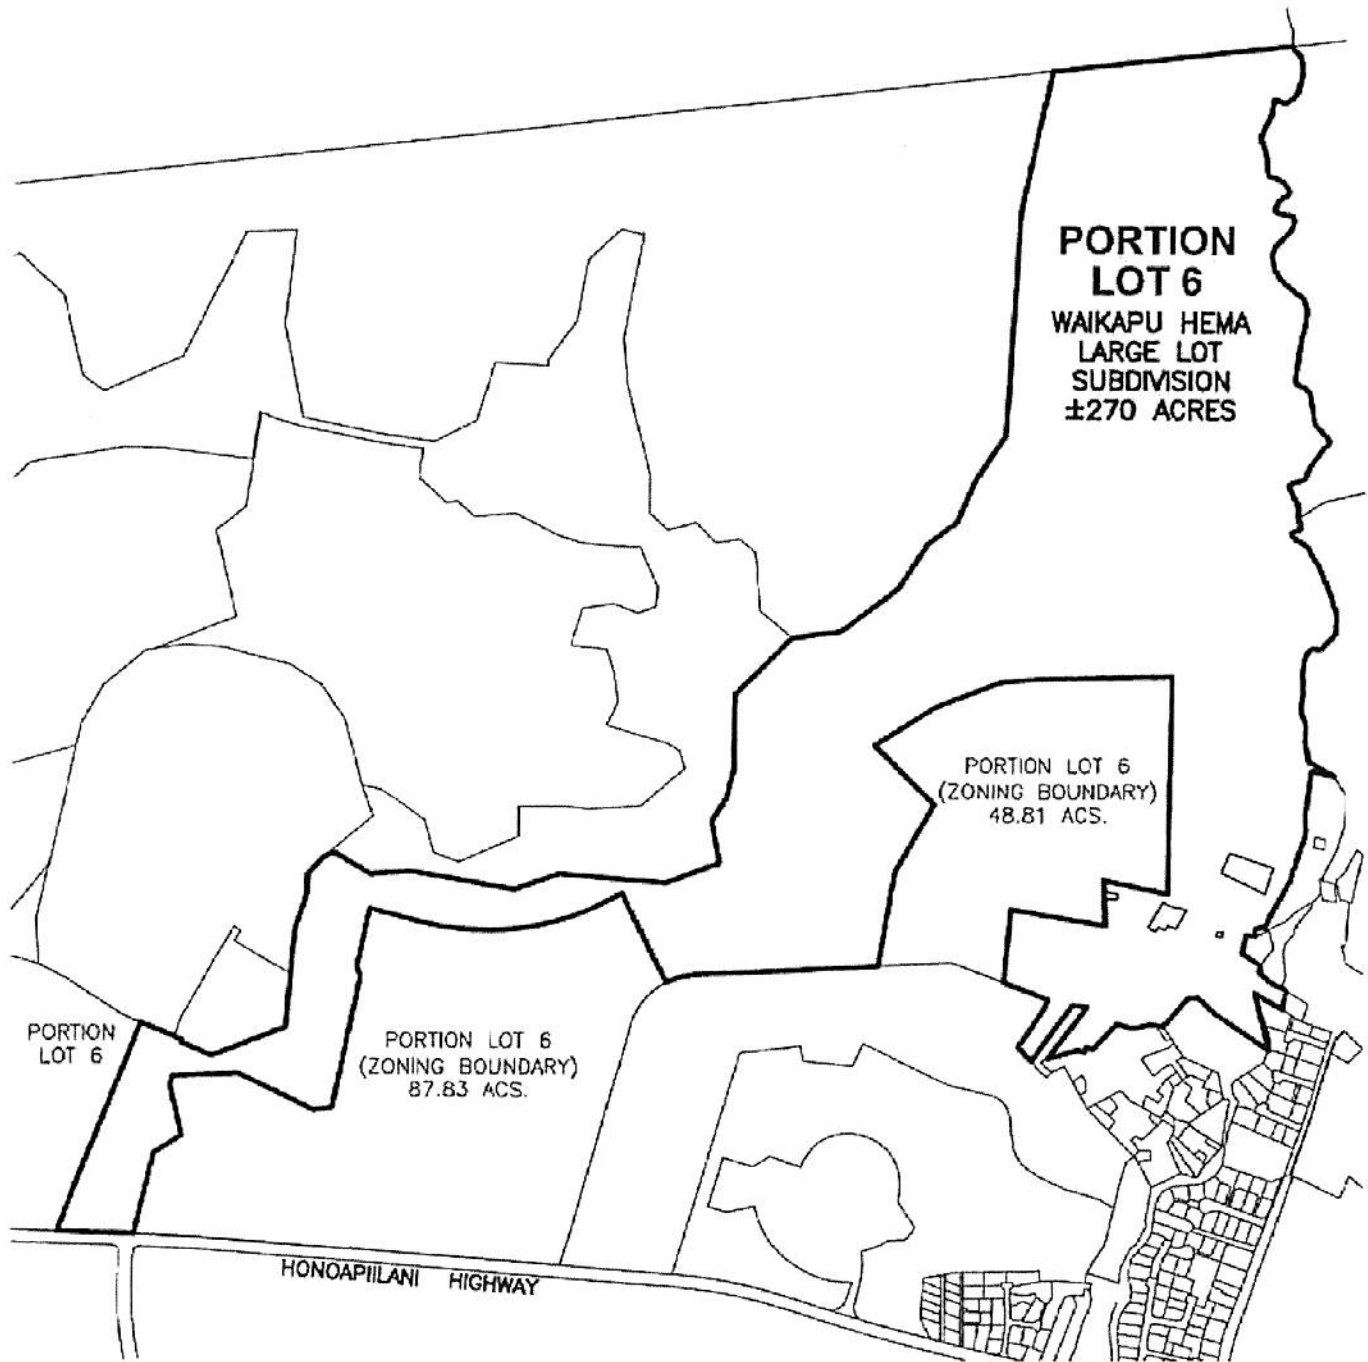 PORTION
LOT 6
WAIKAPU HEMA
LARGE LOT
SUBDIVISION
±270 ACRES
PORTION LOT 6
(ZONING BOUNDARY)
48.81 ACS.
PORTION
LOT 6
PORTION LOT 6
(ZONING BOUNDARY)
87.83 ACS.
HONOAPIILANI HIGHWAY